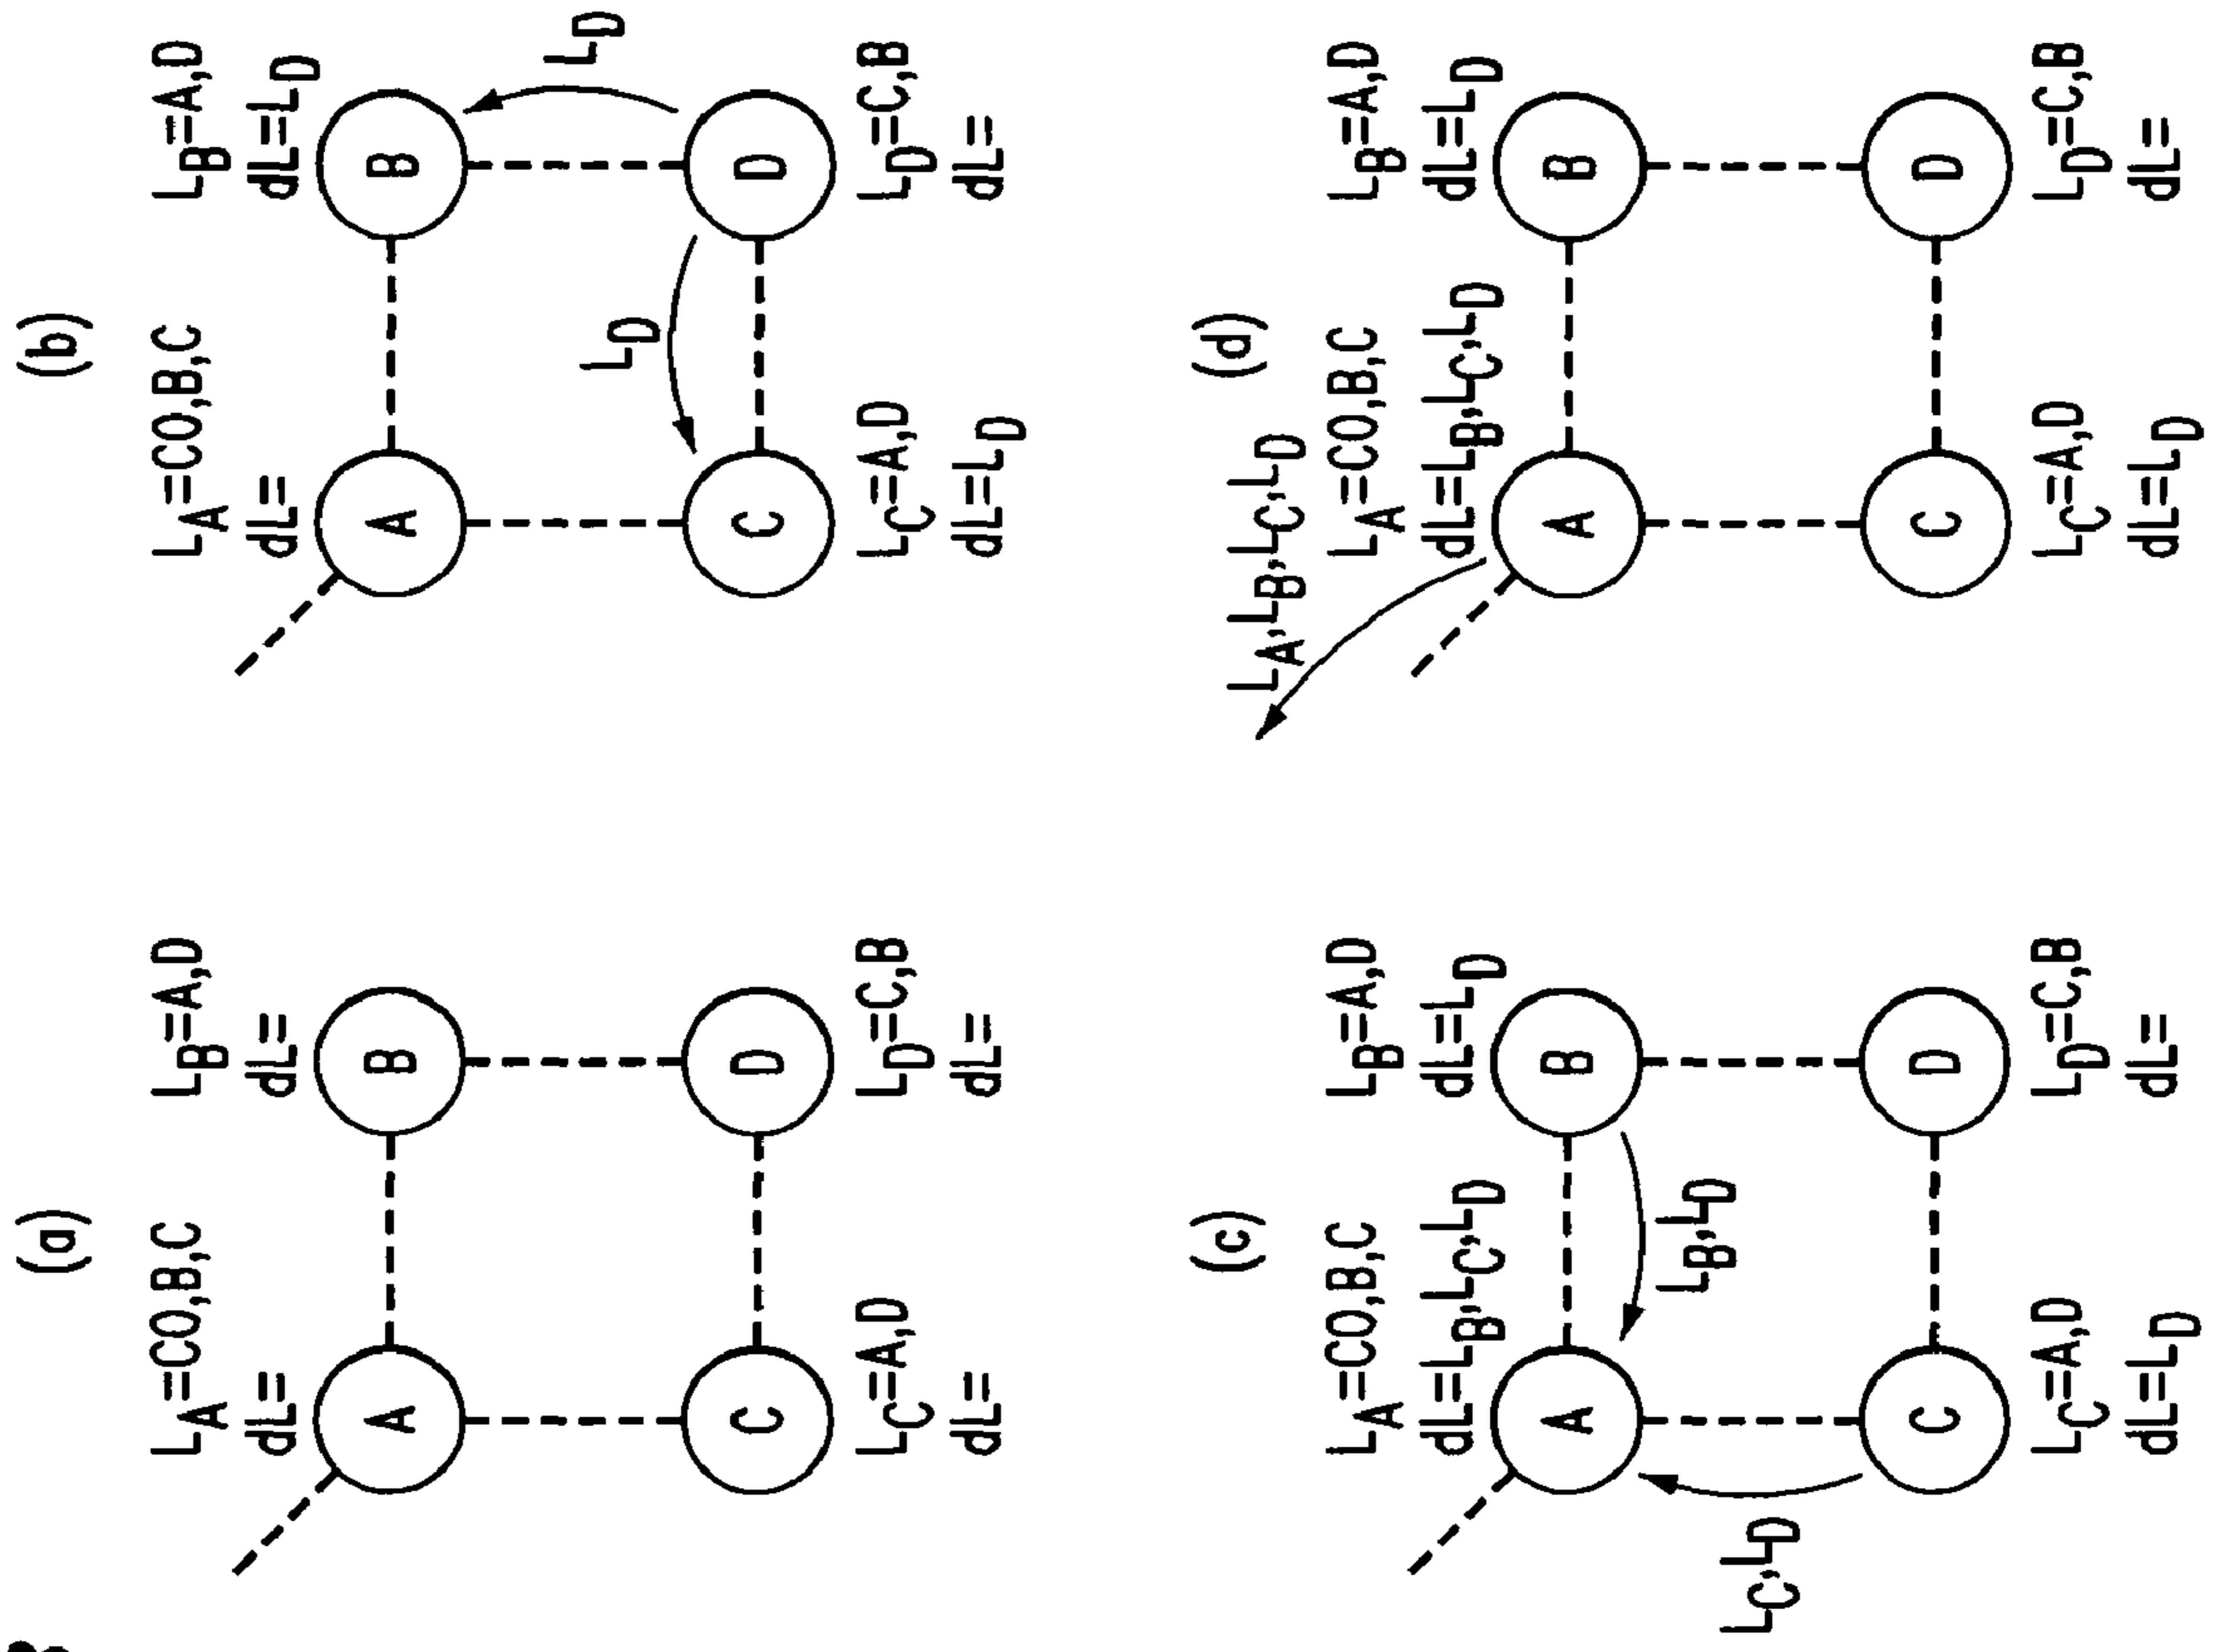 (a)
L_A=CO,B,C
dL=
L_B=A,D
dL=
A
B
C
D
L_C=A,D
dL=
L_D=C,B
dL=
(b)
L_A=CO,B,C
dL=
L_B=A,D
dL=L_D
A
B
L_D
L_D
C
D
L_C=A,D
dL=L_D
L_D=C,B
dL=
(c)
L_A=CO,B,C
dL=L_B,L_C,L_D
L_B=A,D
dL=L_D
A
B
L_B,L_D
L_C,L_D
C
D
L_C=A,D
dL=L_D
L_D=C,B
dL=
(d)
L_A,L_B,L_C,L_D
L_A=CO,B,C
dL=L_B,L_C,L_D
L_B=A,D
dL=L_D
A
B
C
D
L_C=A,D
dL=L_D
L_D=C,B
dL=